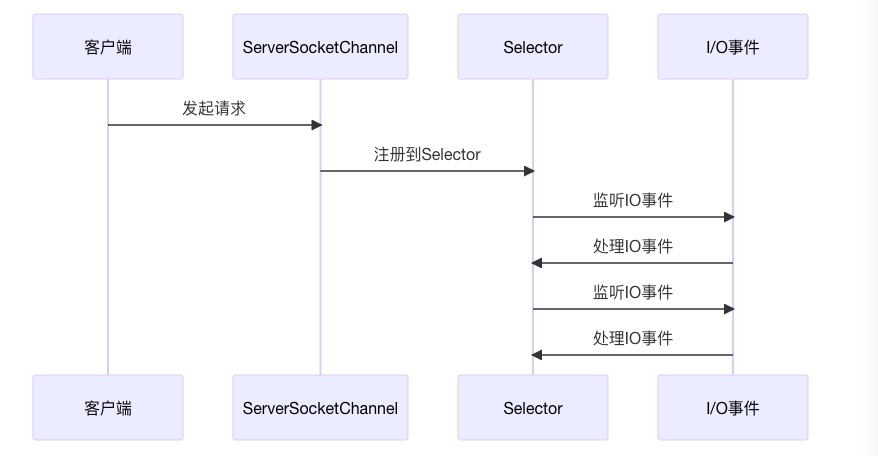 客户端
ServerSocketChannel
Selector
I/O事件
发起请求
注册到Selector
监听IO事件
处理IO事件
监听IO事件
处理IO事件
客户端
ServerSocketChannel
Selector
I/O事件